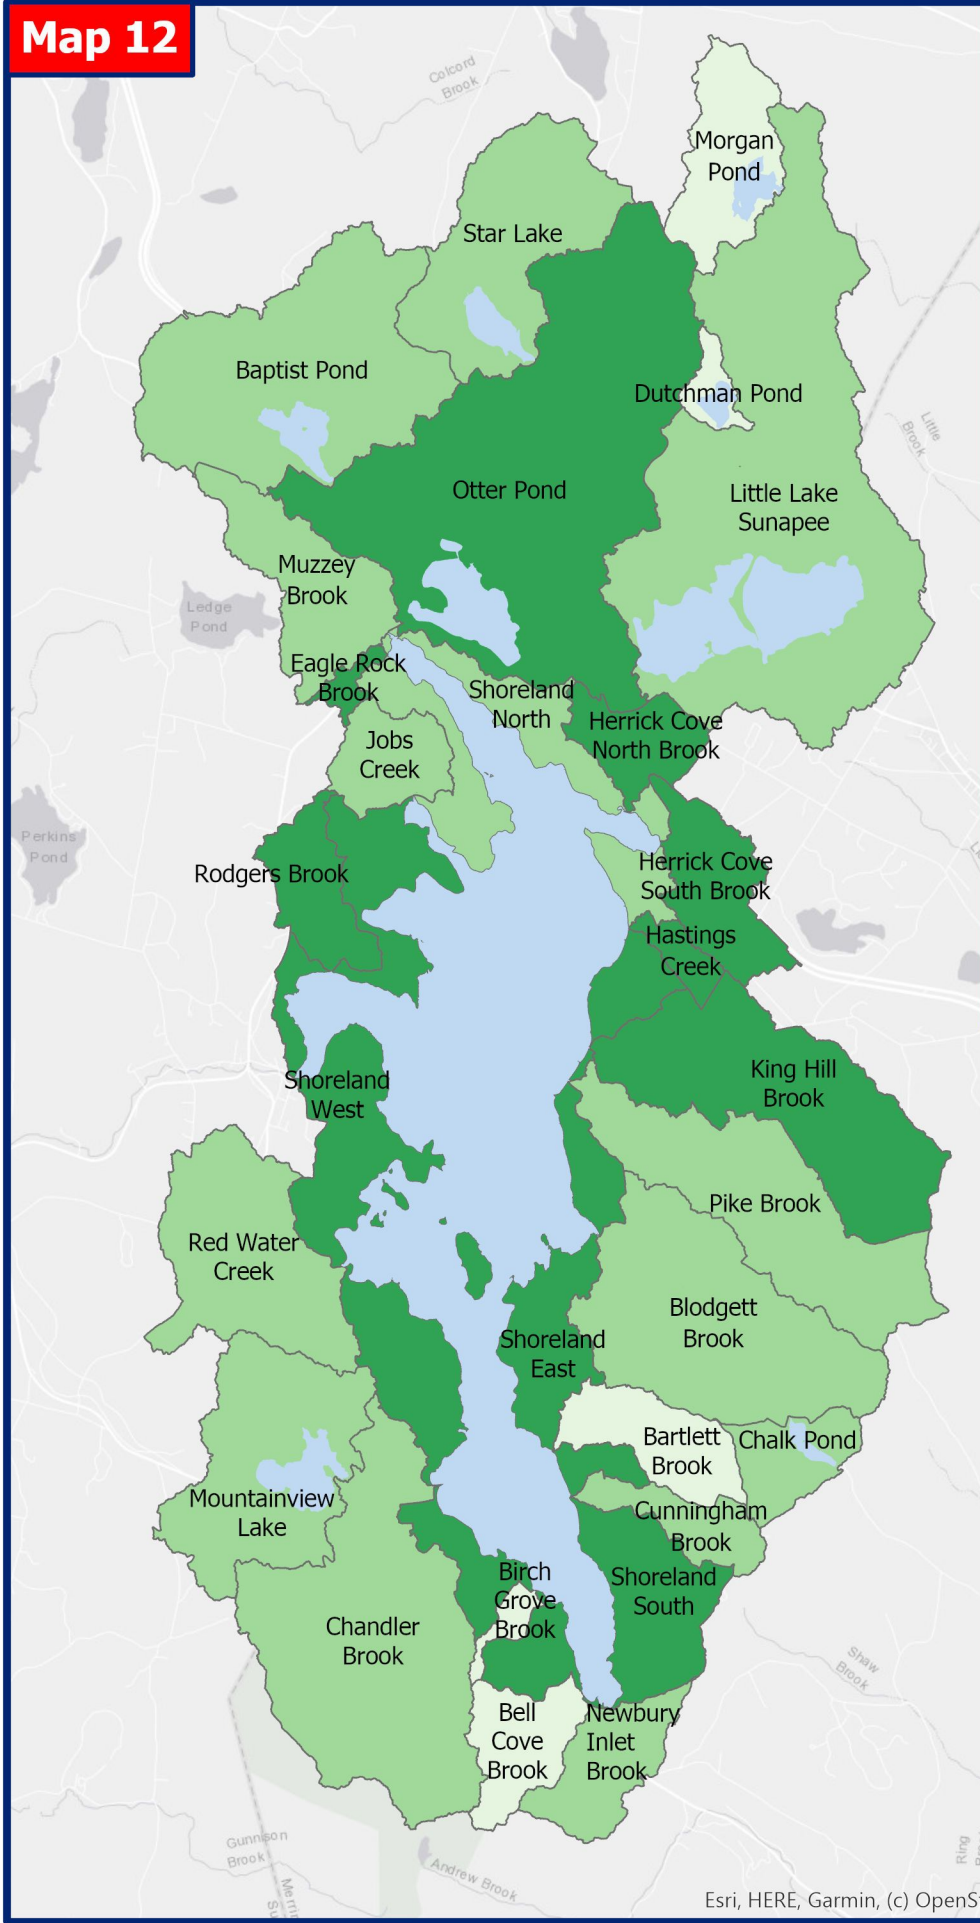 Map 12
Colcord
Brook
Morgan
Pond
Star Lake
Baptist Pond
Dutchman Pond
Little
Brook
Otter Pond
Little Lake
Sunapee
Muzzey
Brook
Ledge
Pond
Eagle Rock
Brook
Shoreland
North
Herrick Cove
North Brook
Jobs
Creek
Perkins
Pond
Rodgers Brook
Herrick Cove
South Brook
Hastings
Creek
King Hill
Brook
Shoreland
West
Pike Brook
Red Water
Creek
Blodgett
Brook
Shoreland
East
Bartlett
Brook
Chalk Pond
Mountainview
Lake
Cunningham
Brook
Birch
Grove
Brook
Shoreland
South
Chandler
Brook
Shaw
Brook
Bell
Cove
Brook
Newbury
Inlet
Brook
Gunnison
Brook
Andrew Brook
Merrin
Su
Ring
Esri, HERE, Garmin, (c) OpenS